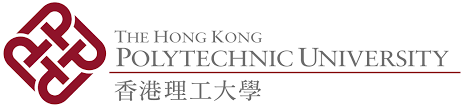 THE HONG KONG
POLYTECHNIC UNIVERSITY
香港理工大學